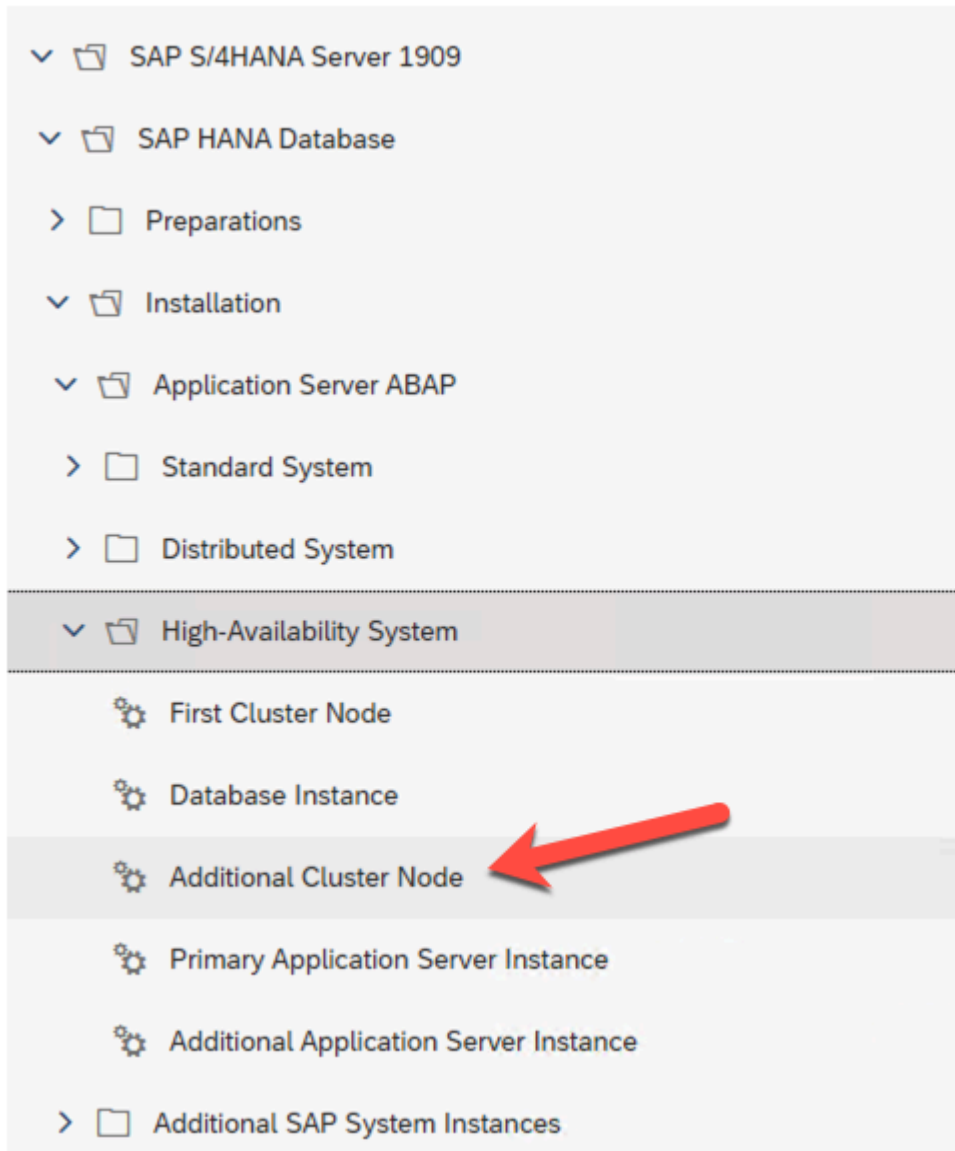 SAP S/4HANA Server 1909
SAP HANA Database
Preparations
Installation
Application Server ABAP
Standard System
Distributed System
High-Availability System
First Cluster Node
Database Instance
Additional Cluster Node
Primary Application Server Instance
Additional Application Server Instance
Additional SAP System Instances